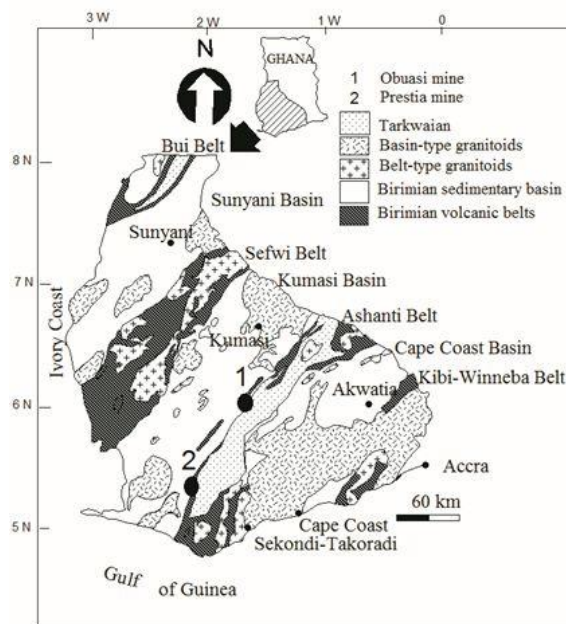 3 W
2 W
1 W
0
N
GHANA
1 Obuasi mine
2 Prestia mine
Tarkwaian
Basin-type granitoids
Belt-type granitoids
Birimian sedimentary basin
Birimian volcanic belts
Bui Belt
8 N
Sunyani Basin
Sunyani
Sefwi Belt
7 N
Kumasi Basin
Ashanti Belt
Ivory Coast
Kumasi
Cape Coast Basin
1
Kibi-Winneba Belt
Akwatia
6 N
2
Accra
60 km
5 N
Cape Coast
Sekondi-Takoradi
Gulf of Guinea